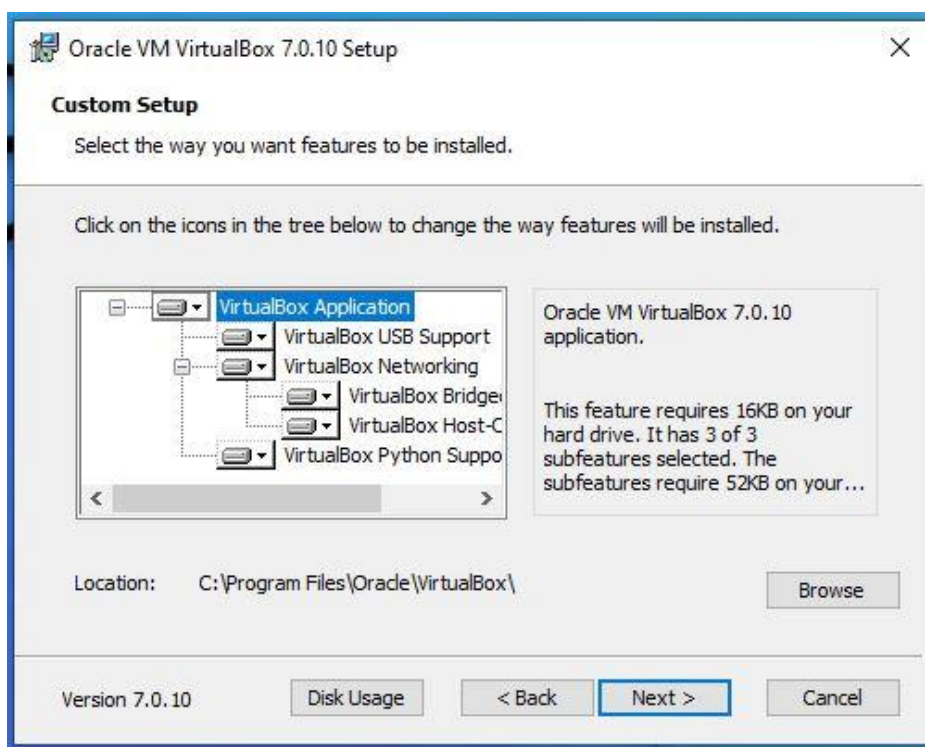 Oracle VM VirtualBox 7.0.10 Setup
Custom Setup
Select the way you want features to be installed.
Click on the icons in the tree below to change the way features will be installed.
VirtualBox Application
VirtualBox USB Support
VirtualBox Networking
VirtualBox Bridge
VirtualBox Host-C
VirtualBox Python Suppo
Oracle VM VirtualBox 7.0.10
application.
This feature requires 16KB on your
hard drive. It has 3 of 3
subfeatures selected. The
subfeatures require 52KB on your...
Location: C:\Program Files\Oracle\VirtualBox\
Browse
Version 7.0.10 Disk Usage < Back Next > Cancel